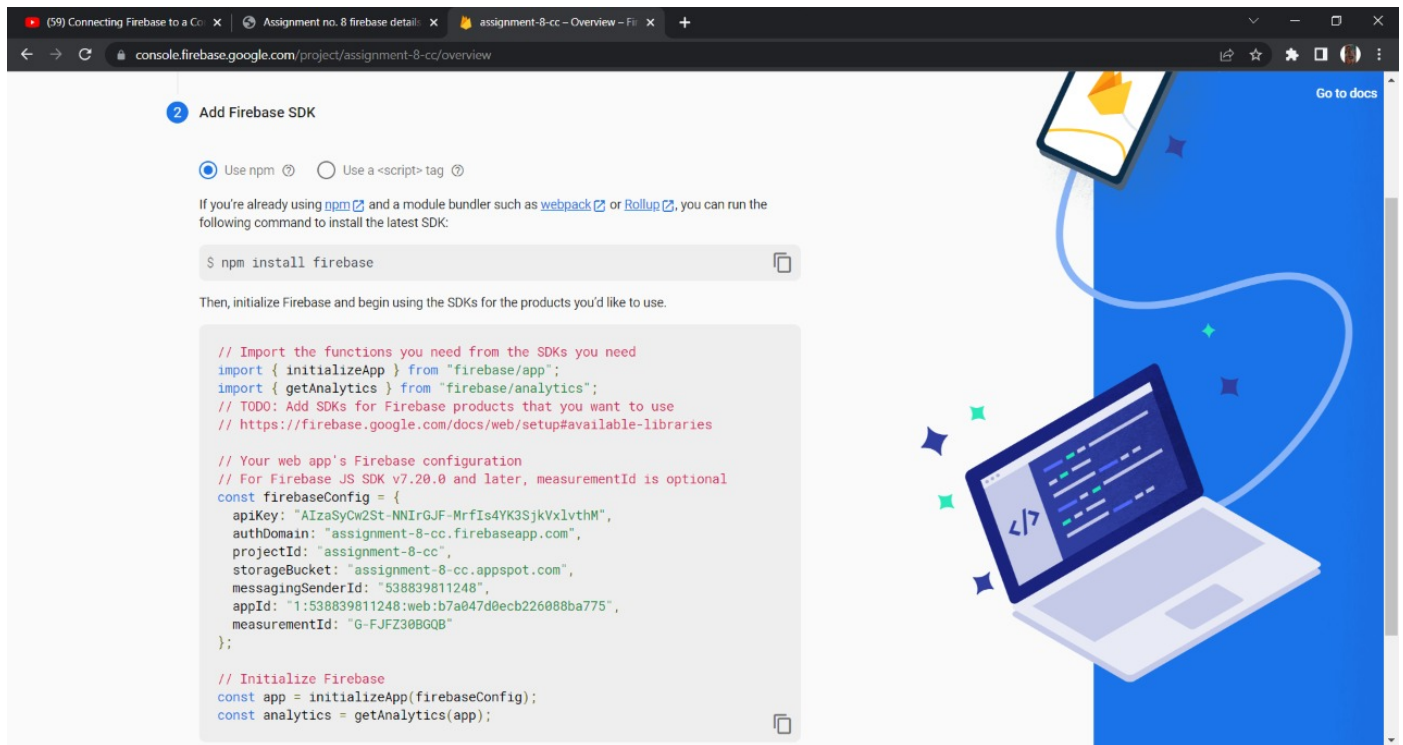 (59) Connecting Firebase to a Co
Assignment no. 8 firebase details
assignment-8-cc – Overview – Fir
console.firebase.google.com/project/assignment-8-cc/overview
Go to docs
2 Add Firebase SDK
Use npm Use a <script> tag
If you're already using npm and a module bundler such as webpack or Rollup, you can run the
following command to install the latest SDK:
$ npm install firebase
Then, initialize Firebase and begin using the SDKs for the products you'd like to use.
// Import the functions you need from the SDKs you need
import { initializeApp } from "firebase/app";
import { getAnalytics } from "firebase/analytics";
// TODO: Add SDKs for Firebase products that you want to use
// https://firebase.google.com/docs/web/setup#available-libraries
// Your web app's Firebase configuration
// For Firebase JS SDK v7.20.0 and later, measurementId is optional
const firebaseConfig = {
apiKey: "AIzaSyCw2St-NNIrGJF-MrfIs4YK3SjkVxlvthM",
authDomain: "assignment-8-cc.firebaseapp.com",
projectId: "assignment-8-cc",
storageBucket: "assignment-8-cc.appspot.com",
messagingSenderId: "538839811248",
appId: "1:538839811248:web:b7a047d0ecb226088ba775",
measurementId: "G-FJFZ30BGQB"
};
// Initialize Firebase
const app = initializeApp(firebaseConfig);
const analytics = getAnalytics(app);
</>